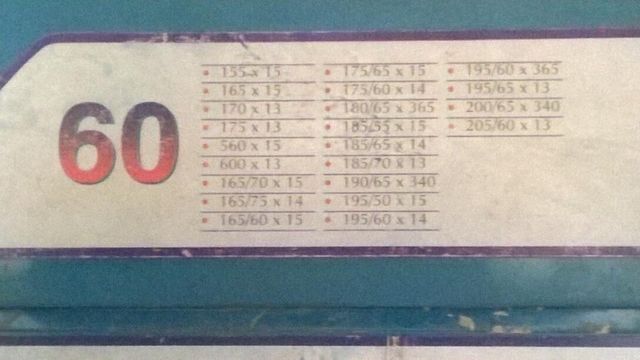 60
155 x 15
165 x 15
170 x 13
175 x 13
560 x 15
600 x 13
165/70 x 15
165/75 x 14
165/60 x 15
175/65 x 15
175/60 x 14
180/65 x 365
185/55 x 15
185/65 x 14
185/70 x 13
190/65 x 340
195/50 x 15
195/60 x 14
195/60 x 365
195/65 x 13
200/65 x 340
205/60 x 13